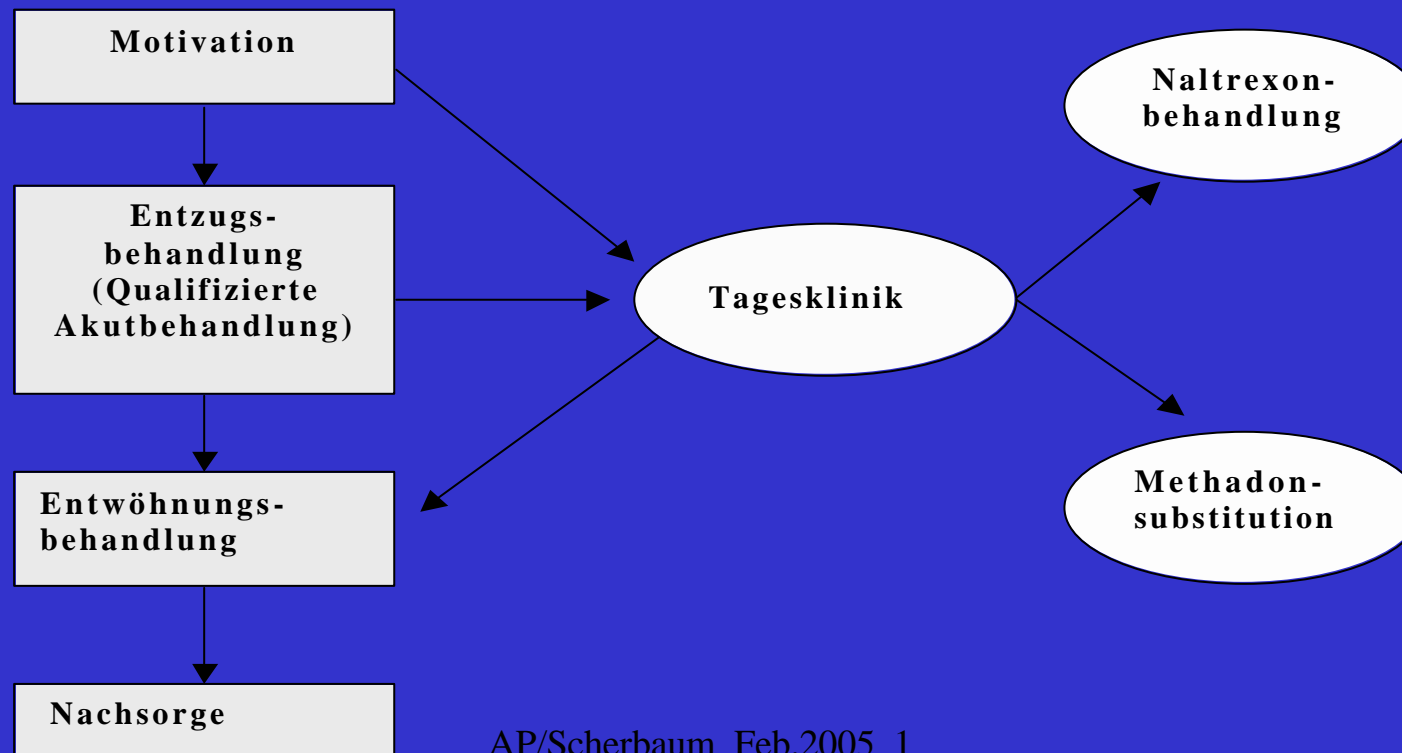 Motivation
Entzugs-
behandlung
(Qualifizierte
Akutbehandlung)
Entwöhnungs-
behandlung
Nachsorge
Tagesklinik
Naltrexon-
behandlung
Methadon-
substitution
AP/Scherbaum Feb.2005 1